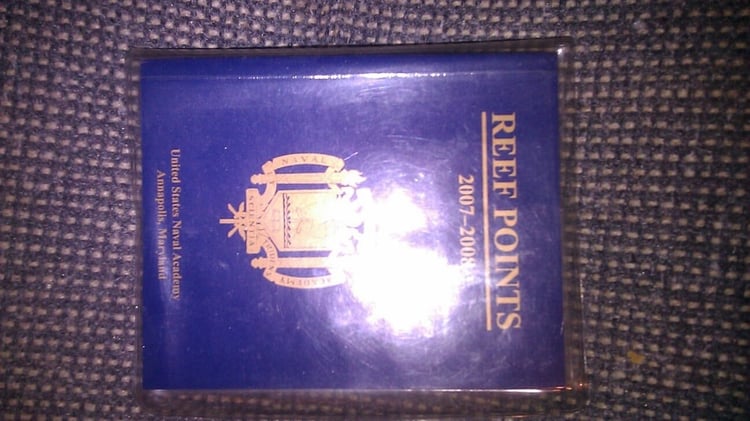 REEF POINTS
2007–2008
NAVAL
ACADEMY
United States Naval Academy
Annapolis, Maryland